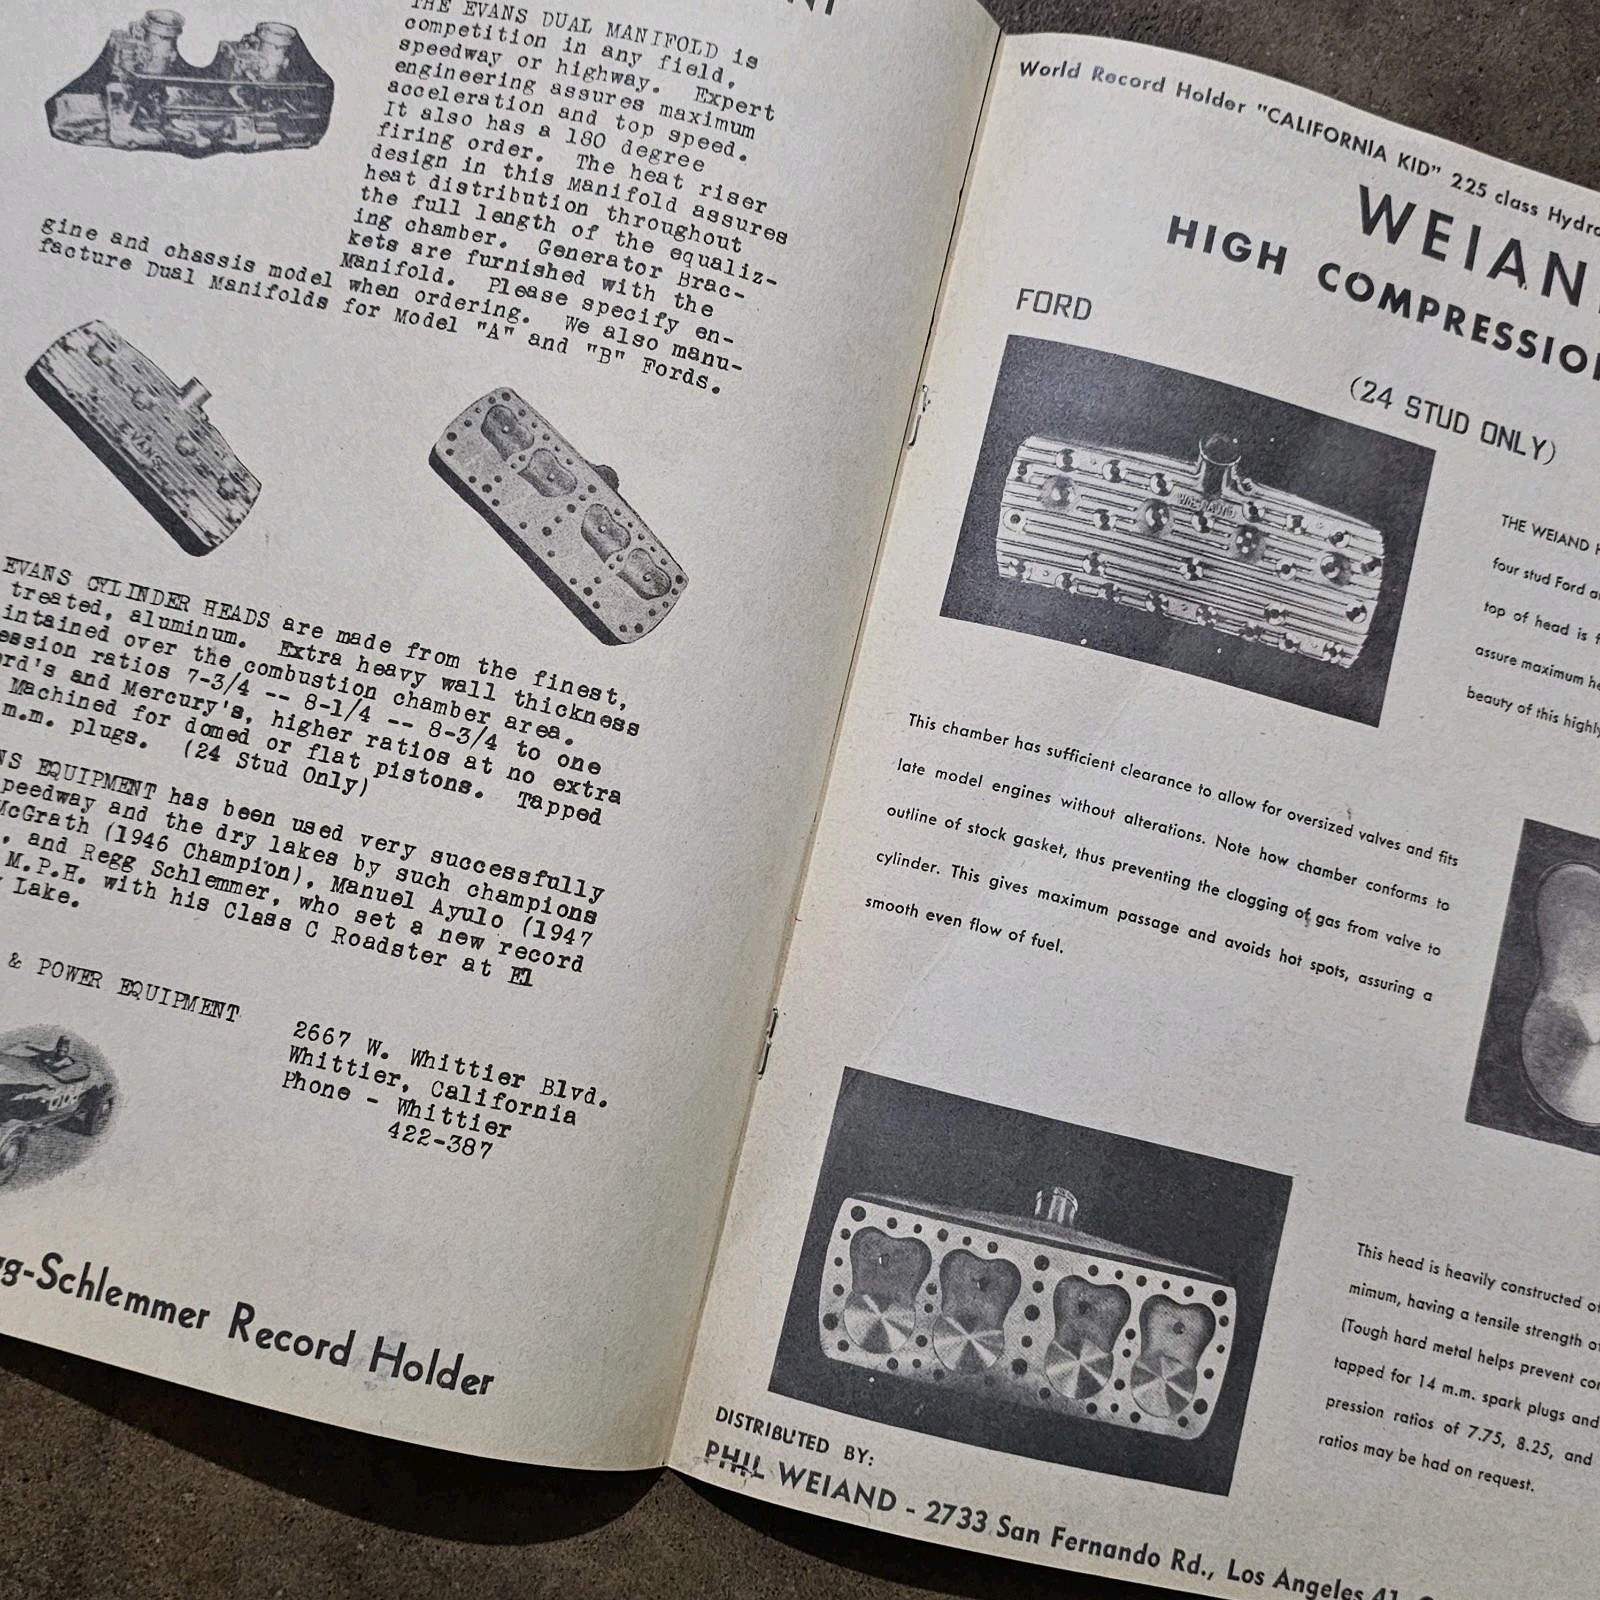 THE EVANS DUAL MANIFOLD is
competition in any field,
speedway or highway. Expert
engineering assures maximum
acceleration and top speed.
It also has a 180 degree
firing order. The heat riser
design in this Manifold assures
heat distribution throughout
the full length of the equaliz-
ing chamber. Generator Brac-
kets are furnished with the
Manifold. Please specify en-
gine and chassis model when ordering. We also manu-
facture Dual Manifolds for Model "A" and "B" Fords.
EVANS
EVANS CYLINDER HEADS are made from the finest,
treated, aluminum. Extra heavy wall thickness
intained over the combustion chamber area.
ession ratios 7-3/4 -- 8-1/4 -- 8-3/4 to one
ord's and Mercury's, higher ratios at no extra
Machined for domed or flat pistons. Tapped
m.m. plugs. (24 Stud Only)
NS EQUIPMENT has been used very successfully
peedway and the dry lakes by such champions
McGrath (1946 Champion), Manuel Ayulo (1947
, and Regg Schlemmer, who set a new record
M.P.H. with his Class C Roadster at El
Lake.
& POWER EQUIPMENT
2667 W. Whittier Blvd.
Whittier, California
Phone - Whittier
422-387
gg-Schlemmer Record Holder
World Record Holder "CALIFORNIA KID" 225 class Hydro
WEIAN
HIGH COMPRESSIO
FORD
(24 STUD ONLY)
THE WEIAND
four stud Ford
top of head is
assure maximum
beauty of this highly
This chamber has sufficient clearance to allow for oversized valves and fits
late model engines without alterations. Note how chamber conforms to
outline of stock gasket, thus preventing the clogging of gas from valve to
cylinder. This gives maximum passage and avoids hot spots, assuring a
smooth even flow of fuel.
This head is heavily constructed of
mimum, having a tensile strength of
(Tough hard metal helps prevent
tapped for 14 m.m. spark plugs and
pression ratios of 7.75, 8.25, and
ratios may be had on request.
DISTRIBUTED BY:
PHIL WEIAND - 2733 San Fernando Rd., Los Angeles 41,